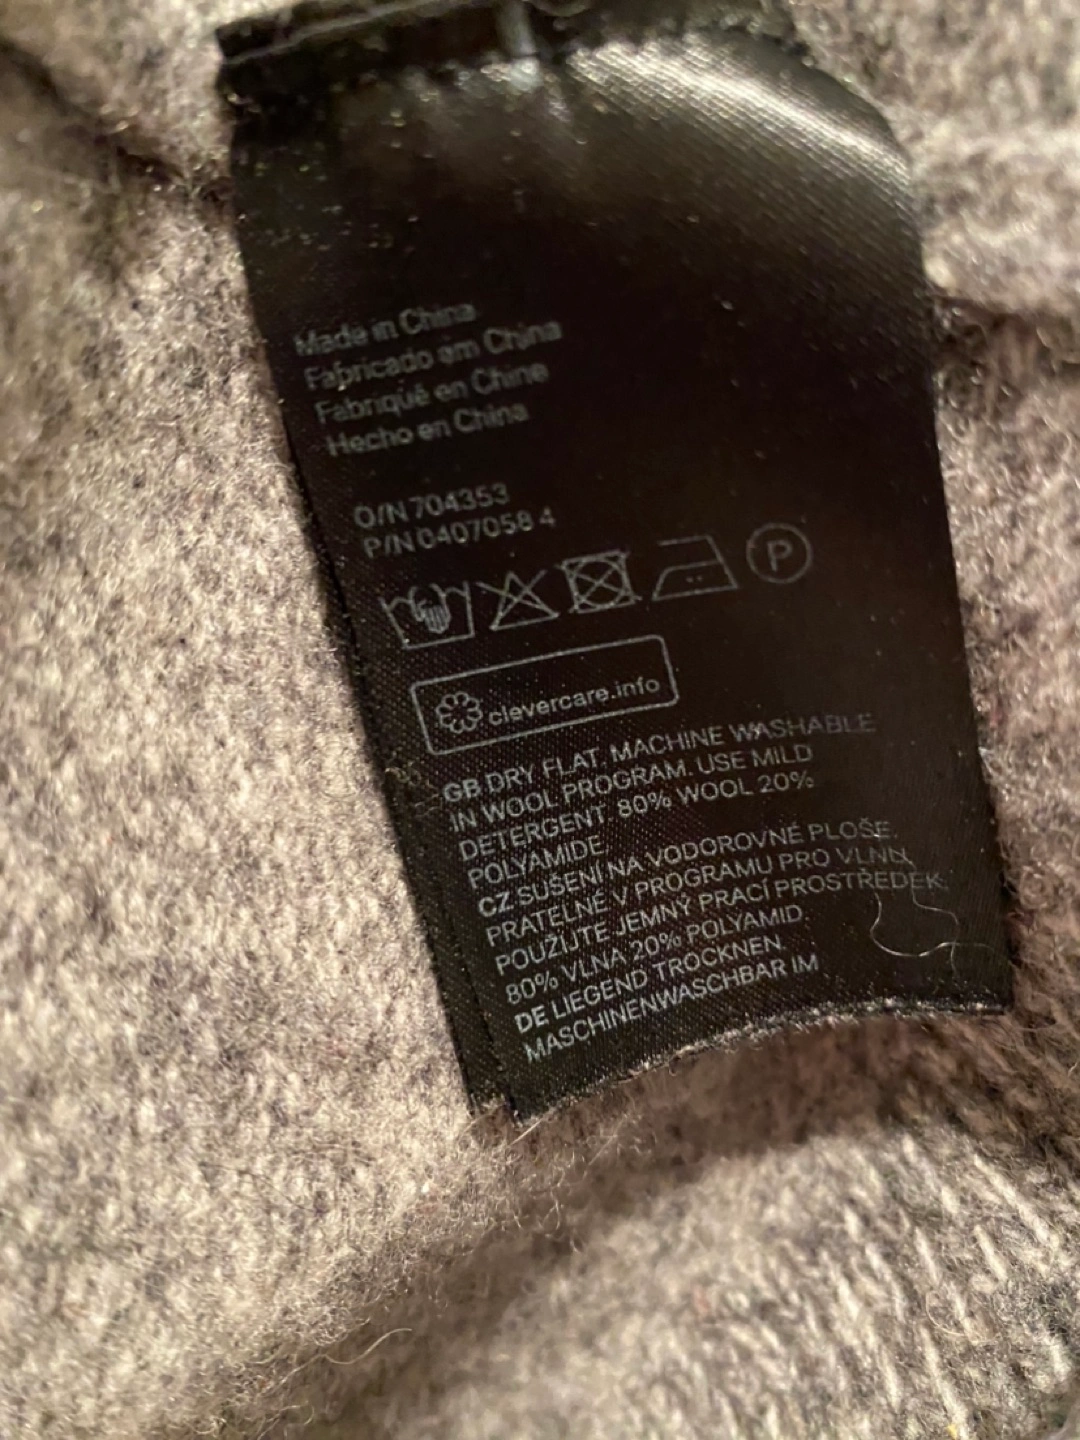 Made in China
Fabricado em China
Fabriqué en Chine
Hecho en China
O/N 704353
P/N 0407058 4
P
clevercare.info
GB DRY FLAT. MACHINE WASHABLE
IN WOOL PROGRAM. USE MILD
DETERGENT. 80% WOOL 20%
POLYAMIDE
CZ SUŠENÍ NA VODOROVNÉ PLOŠE.
PRATELNÉ V PROGRAMU PRO VLNU.
POUŽIJTE JEMNÝ PRACÍ PROSTŘEDEK.
80% VLNA 20% POLYAMID.
DE LIEGEND TROCKNEN.
MASCHINENWASCHBAR IM